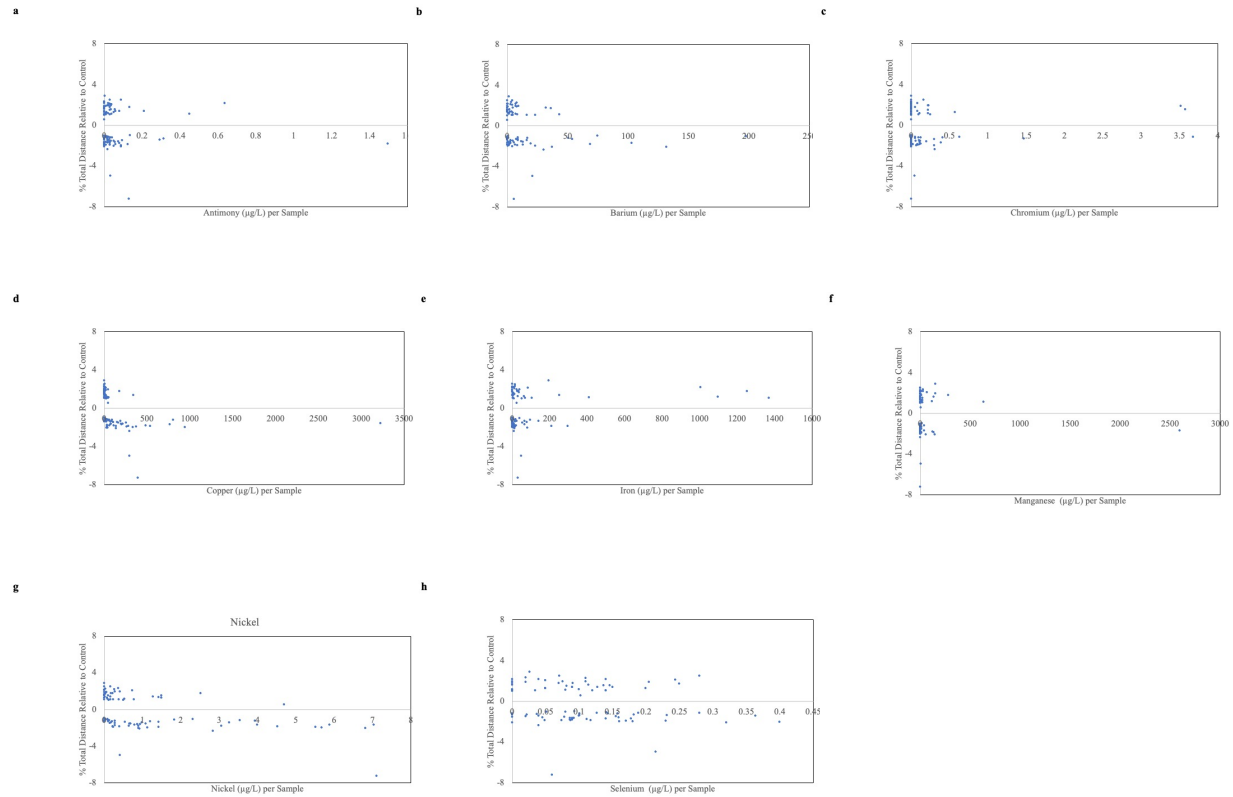 a
b
c
8
4
0
-4
-8
% Total Distance Relative to Control
0 0.2 0.4 0.6 0.8 1 1.2 1.4 1
Antimony (µg/L) per Sample
8
4
0
-4
-8
% Total Distance Relative to Control
0 50 100 150 200 25
Barium (µg/L) per Sample
8
4
0
-4
-8
% Total Distance Relative to Control
0 0.5 1 1.5 2 2.5 3 3.5 4
Chromium (µg/L) per Sample
d
e
f
8
4
0
-4
-8
% Total Distance Relative to Control
0 500 1000 1500 2000 2500 3000 3500
Copper (µg/L) per Sample
8
4
0
-4
-8
% Total Distance Relative to Control
0 200 400 600 800 1000 1200 1400 1600
Iron (µg/L) per Sample
8
4
0
-4
-8
% Total Distance Relative to Control
0 500 1000 1500 2000 2500 3000
Manganese (µg/L) per Sample
g
h
Nickel
8
4
0
-4
-8
% Total Distance Relative to Control
0 1 2 3 4 5 6 7 8
Nickel (µg/L) per Sample
8
4
0
-4
-8
% Total Distance Relative to Control
0 0.05 0.1 0.15 0.2 0.25 0.3 0.35 0.4 0.45
Selenium (µg/L) per Sample